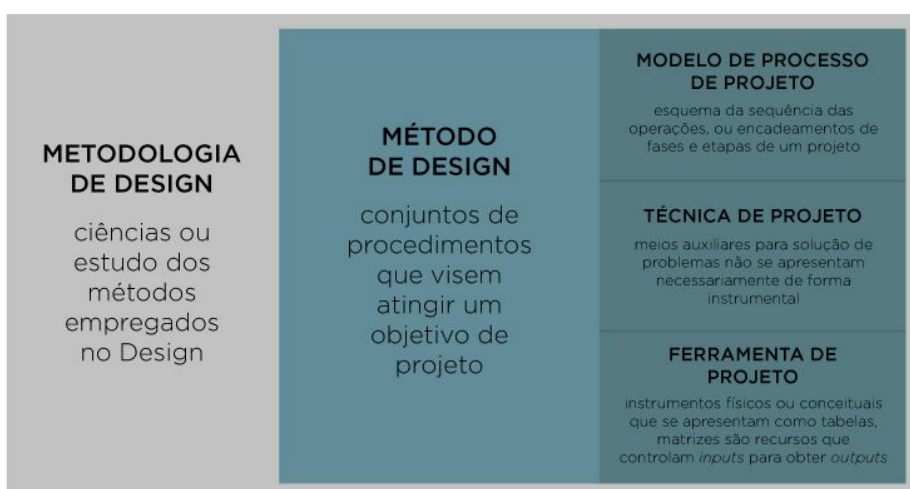 METODOLOGIA
DE DESIGN
ciências ou
estudo dos
métodos
empregados
no Design
MÉTODO
DE DESIGN
conjuntos de
procedimentos
que visem
atingir um
objetivo de
projeto
MODELO DE PROCESSO
DE PROJETO
esquema da sequência das
operações, ou encadeamentos de
fases e etapas de um projeto
TÉCNICA DE PROJETO
meios auxiliares para solução de
problemas não se apresentam
necessariamente de forma
instrumental
FERRAMENTA DE
PROJETO
instrumentos físicos ou conceituais
que se apresentam como tabelas,
matrizes são recursos que
controlam inputs para obter outputs